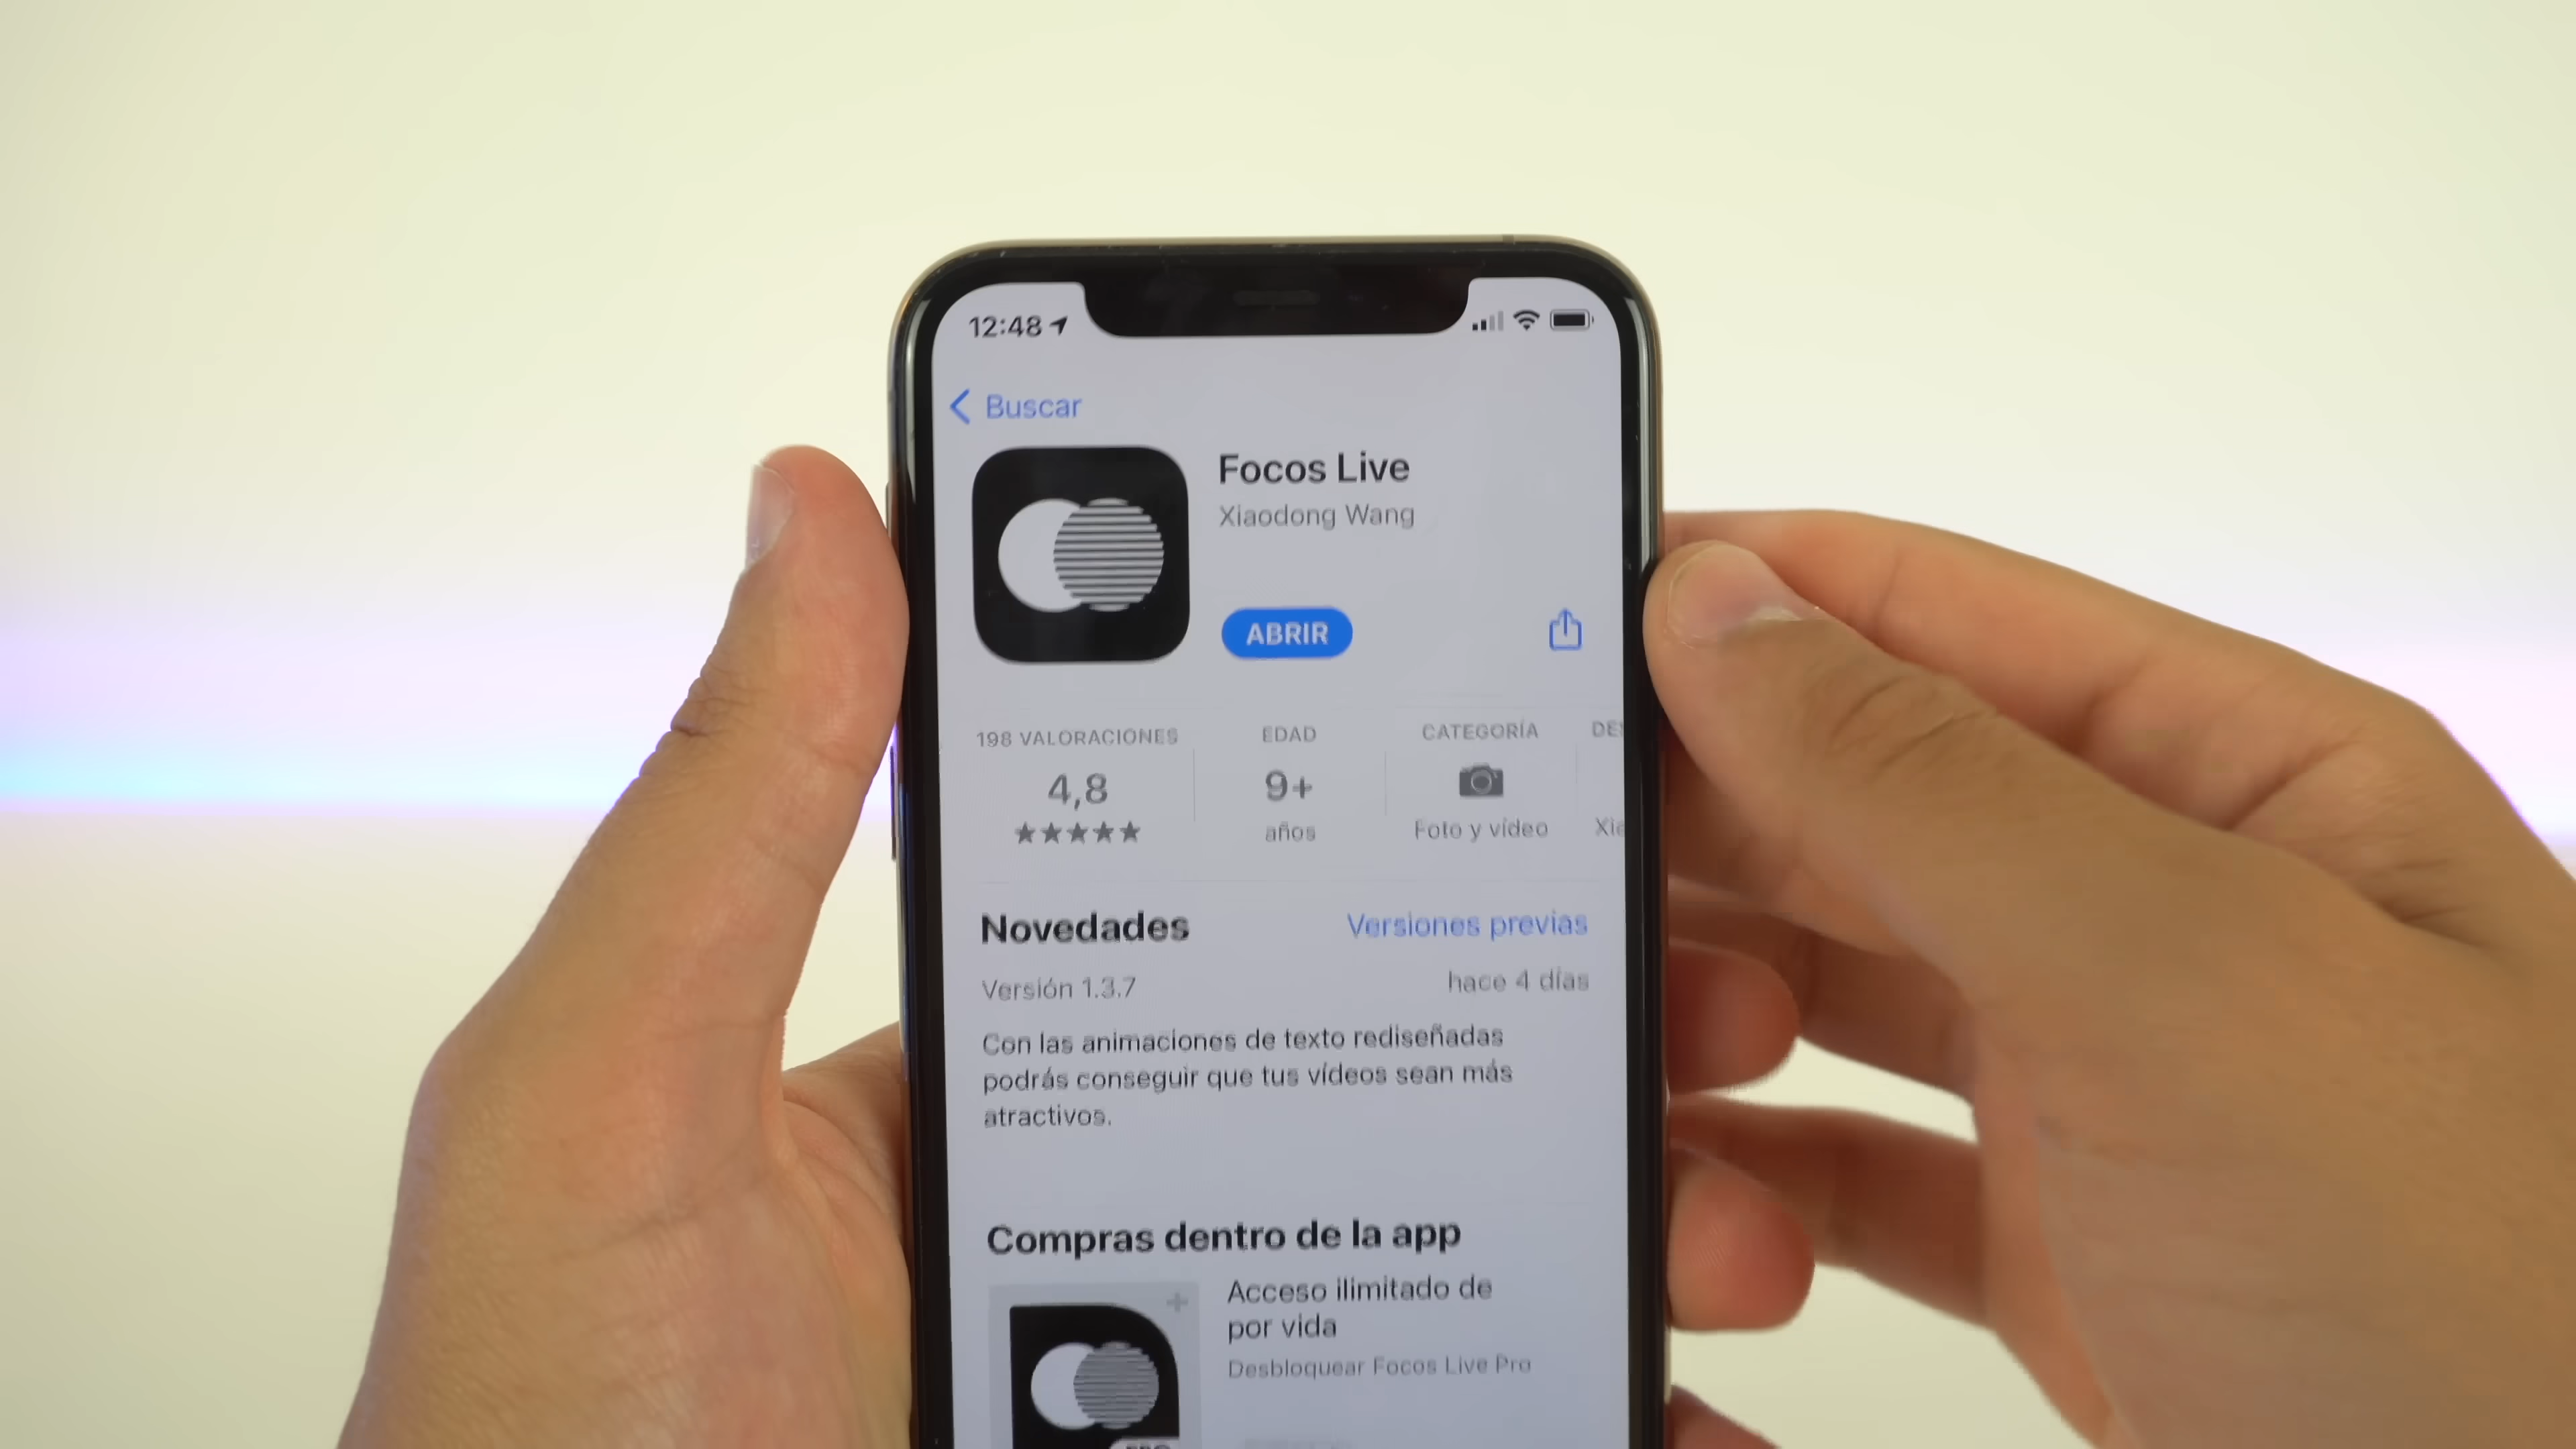 12:48
Buscar
Focos Live
Xiaodong Wang
ABRIR
198 VALORACIONES
EDAD
CATEGORÍA
4,8
9+
años
Foto y vídeo
Novedades
Versiones previas
Versión 1.3.7
hace 4 días
Con las animaciones de texto rediseñadas
podrás conseguir que tus vídeos sean más
atractivos.
Compras dentro de la app
Acceso ilimitado de
por vida
Desbloquear Focos Live Pro